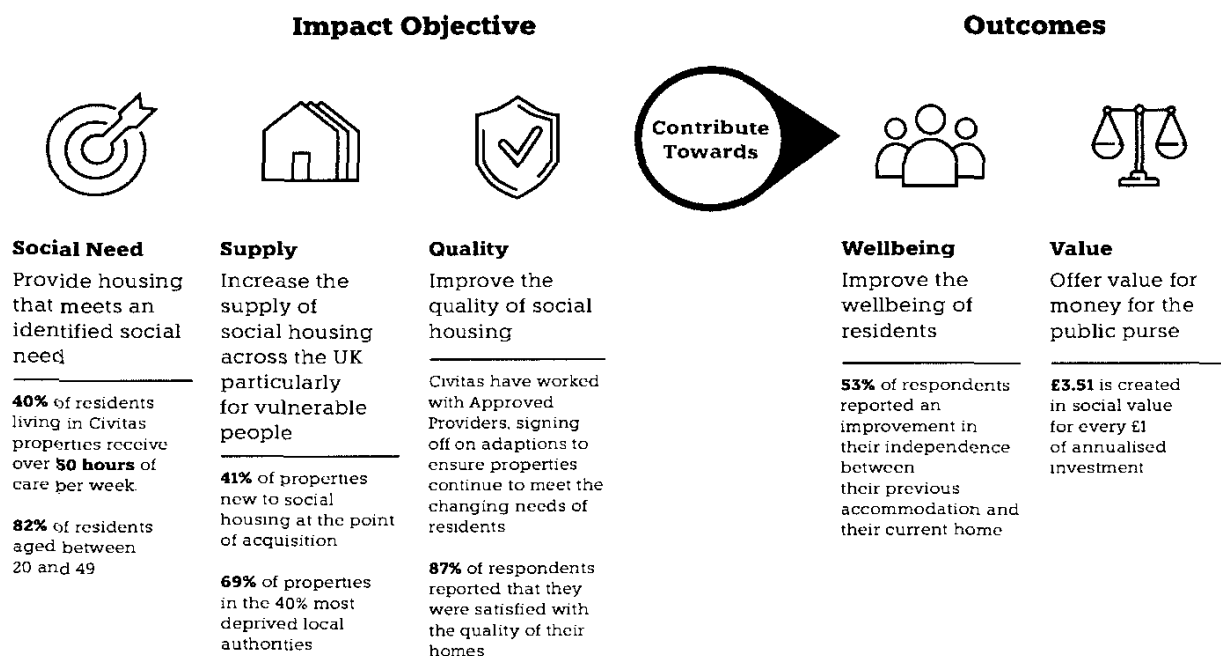 Impact Objective
Outcomes
Contribute
Towards
Social Need
Provide housing
that meets an
identified social
need
40% of residents
living in Civitas
properties receive
over 50 hours of
care per week.
82% of residents
aged between
20 and 49
Supply
Increase the
supply of
social housing
across the UK
particularly
for vulnerable
people
41% of properties
new to social
housing at the point
of acquisition
69% of properties
in the 40% most
deprived local
authorities
Quality
Improve the
quality of social
housing
Civitas have worked
with Approved
Providers, signing
off on adaptions to
ensure properties
continue to meet the
changing needs of
residents
87% of respondents
reported that they
were satisfied with
the quality of their
homes
Wellbeing
Improve the
wellbeing of
residents
53% of respondents
reported an
improvement in
their independence
between
their previous
accommodation and
their current home
Value
Offer value for
money for the
public purse
£3.51 is created
in social value
for every £1
of annualised
investment